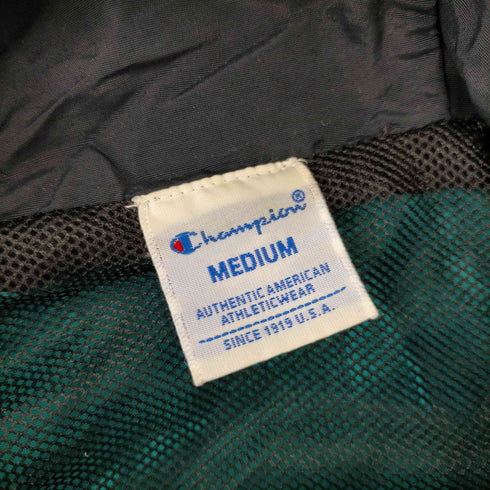 Champion
MEDIUM
AUTHENTIC AMERICAN
ATHLETICWEAR
SINCE 1919 U.S.A.